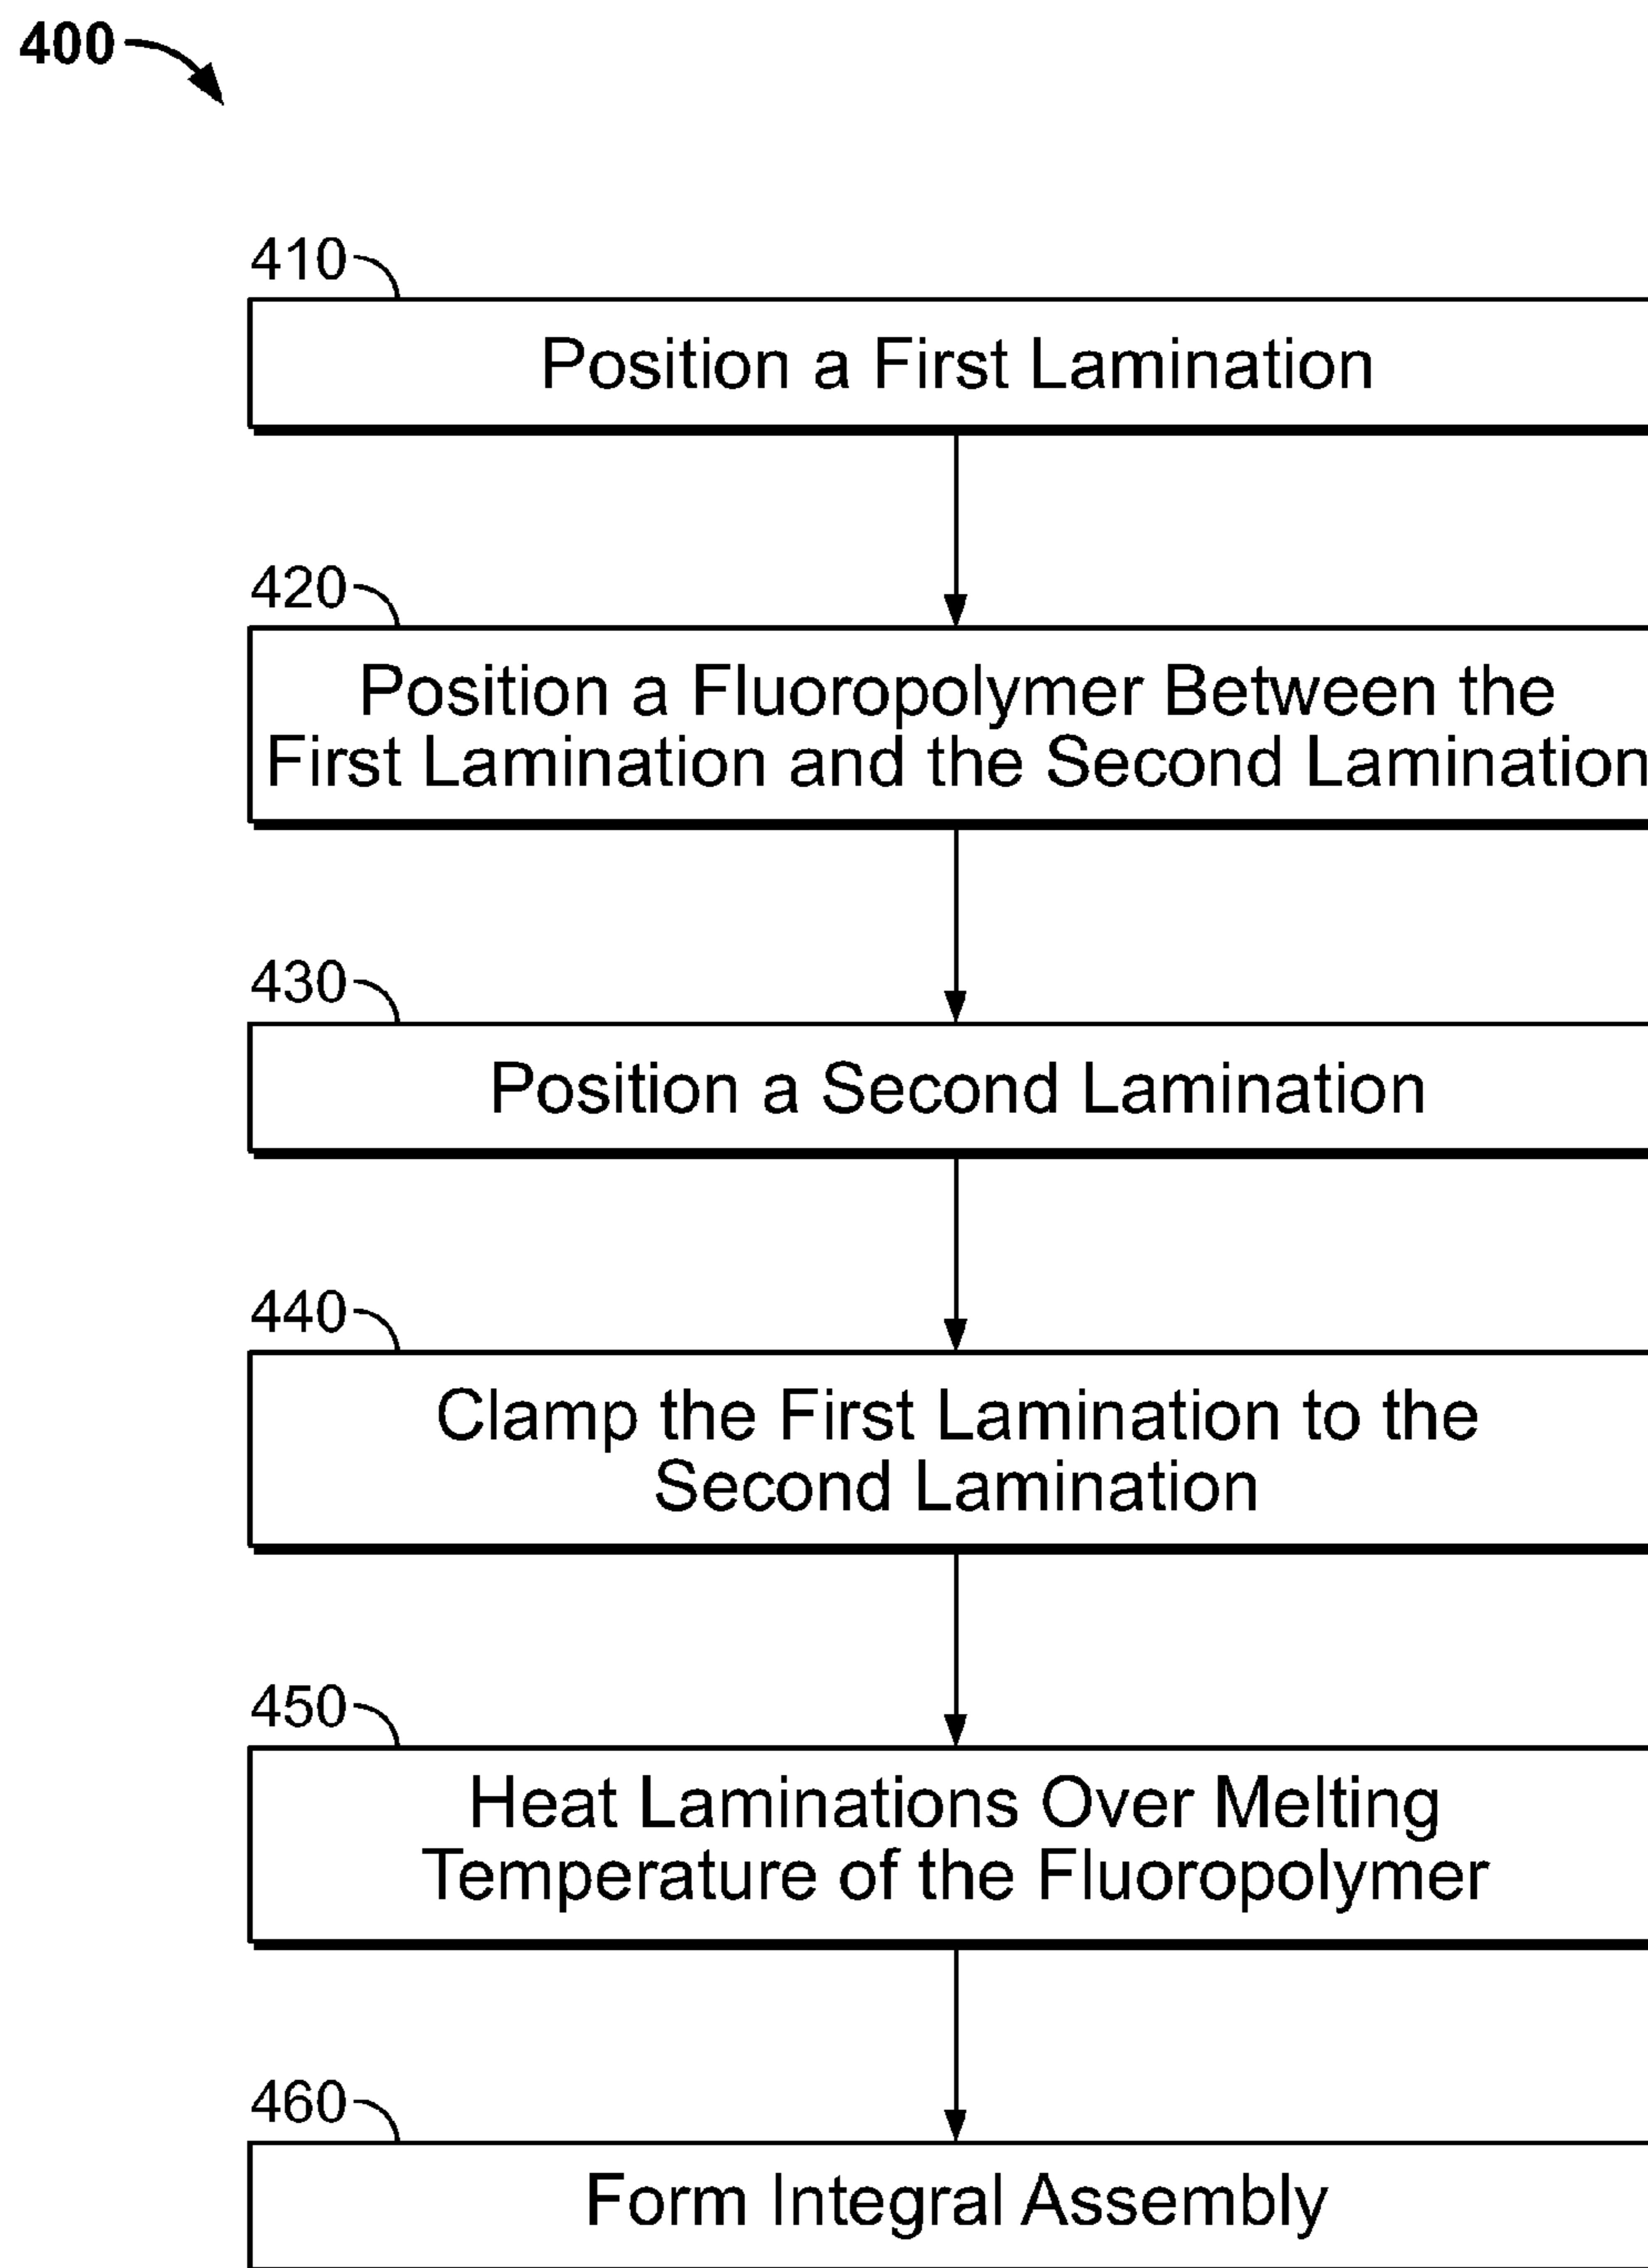 400
410
Position a First Lamination
420
Position a Fluoropolymer Between the
First Lamination and the Second Lamination
430
Position a Second Lamination
440
Clamp the First Lamination to the
Second Lamination
450
Heat Laminations Over Melting
Temperature of the Fluoropolymer
460
Form Integral Assembly